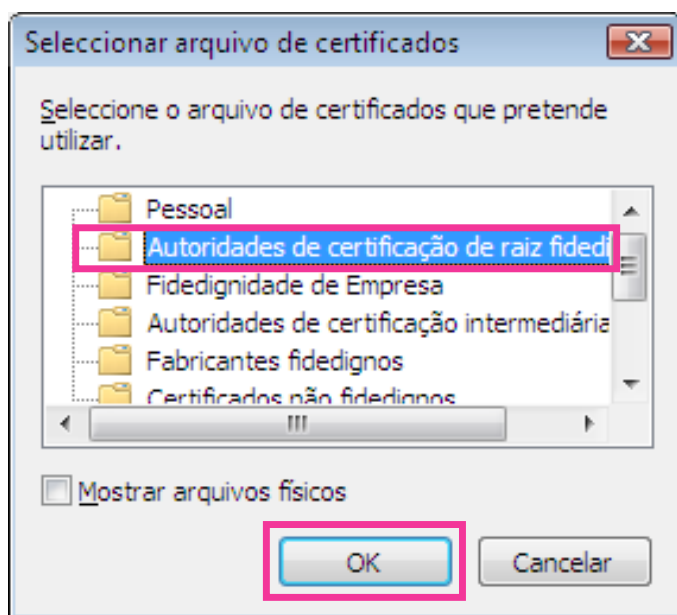 Seleccionar arquivo de certificados
Seleccione o arquivo de certificados que pretende
utilizar.
Pessoal
Autoridades de certificação de raiz fidedi
Fidedignidade de Empresa
Autoridades de certificação intermediária
Fabricantes fidedignos
Certificados não fidedignos
Mostrar arquivos físicos
OK Cancelar